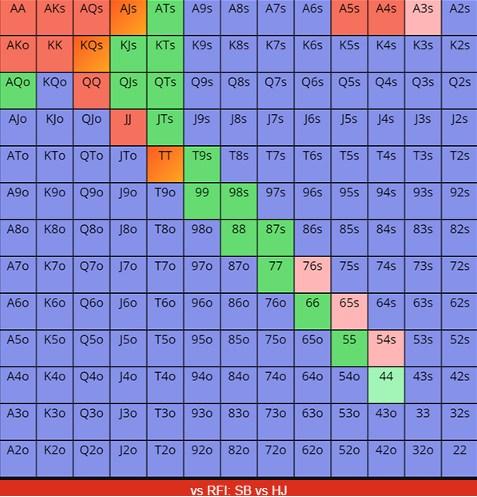 AA AKs AQs AJs ATs A9s A8s A7s A6s A5s A4s A3s A2s
AKo KK KQs KJs KTs K9s K8s K7s K6s K5s K4s K3s K2s
AQo KQo QQ QJs QTs Q9s Q8s Q7s Q6s Q5s Q4s Q3s Q2s
AJo KJo QJo JJ JTs J9s J8s J7s J6s J5s J4s J3s J2s
ATo KTo QTo JTo TT T9s T8s T7s T6s T5s T4s T3s T2s
A9o K9o Q9o J9o T9o 99 98s 97s 96s 95s 94s 93s 92s
A8o K8o Q8o J8o T8o 98o 88 87s 86s 85s 84s 83s 82s
A7o K7o Q7o J7o T7o 97o 87o 77 76s 75s 74s 73s 72s
A6o K6o Q6o J6o T6o 96o 86o 76o 66 65s 64s 63s 62s
A5o K5o Q5o J5o T5o 95o 85o 75o 65o 55 54s 53s 52s
A4o K4o Q4o J4o T4o 94o 84o 74o 64o 54o 44 43s 42s
A3o K3o Q3o J3o T3o 93o 83o 73o 63o 53o 43o 33 32s
A2o K2o Q2o J2o T2o 92o 82o 72o 62o 52o 42o 32o 22
vs RFI: SB vs HJ